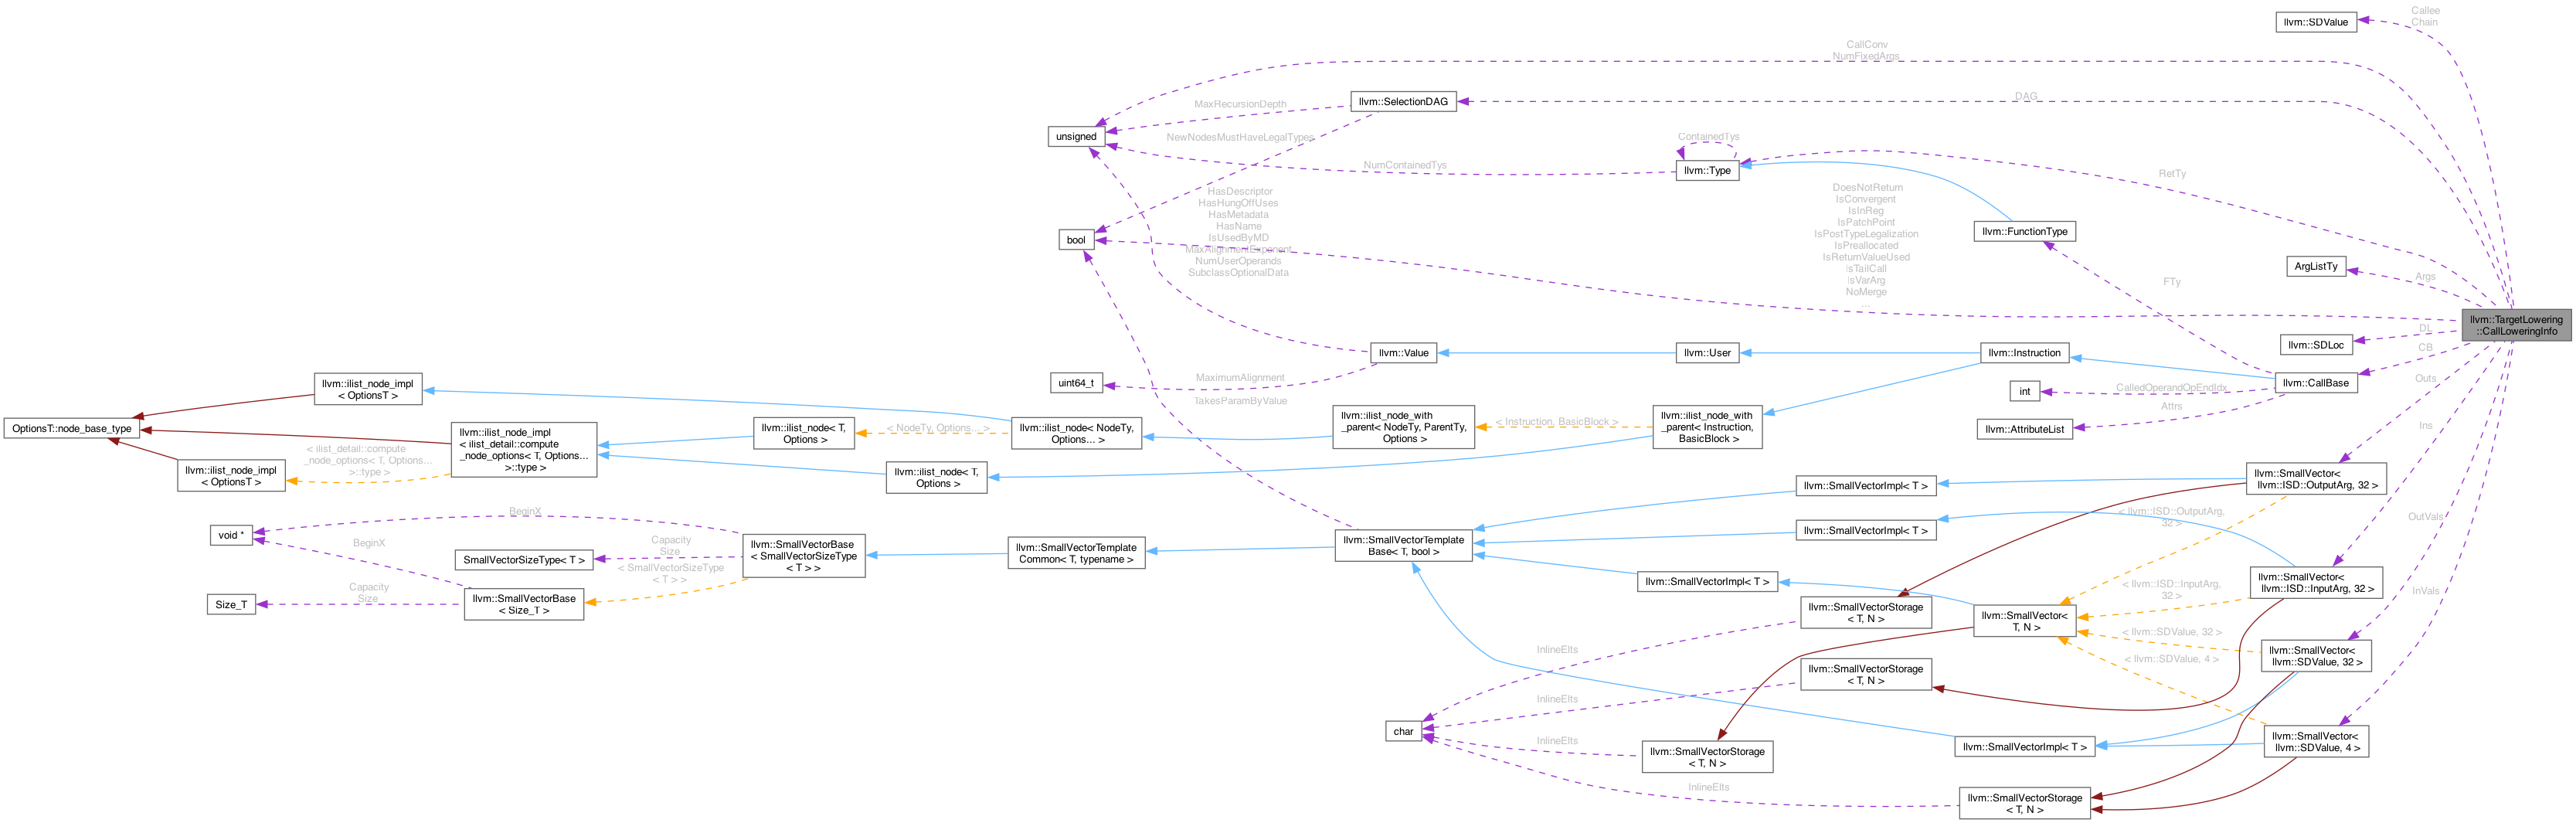 llvm::SDValue
Callee
Chain
CallConv
NumFixedArgs
llvm::SelectionDAG
DAG
MaxRecursionDepth
unsigned
NewNodesMustHaveLegalTypes
ContainedTys
NumContainedTys
llvm::Type
RetTy
HasDescriptor
HasHungOffUses
HasMetadata
HasName
IsUsedByMD
MaxAlignmentExponent
NumUserOperands
SubclassOptionalData
DoesNotReturn
IsConvergent
IsInReg
IsPatchPoint
IsPostTypeLegalization
IsPreallocated
IsReturnValueUsed
IsTailCall
IsVarArg
NoMerge
...
bool
llvm::FunctionType
ArgListTy
Args
FTy
llvm::TargetLowering
::CallLoweringInfo
DL
llvm::SDLoc
CB
llvm::Value
llvm::User
llvm::Instruction
uint64_t
MaximumAlignment
TakesParamByValue
llvm::CallBase
int
CalledOperandOpEndIdx
Attrs
llvm::AttributeList
Outs
Ins
llvm::ilist_node_impl
< OptionsT >
OptionsT::node_base_type
llvm::ilist_node_impl
< ilist_detail::compute
_node_options< T, Options...
>::type >
< ilist_detail::compute
_node_options< T, Options...
>::type >
llvm::ilist_node_impl
< OptionsT >
llvm::ilist_node< T,
Options >
< NodeTy, Options... >
llvm::ilist_node< NodeTy,
Options... >
llvm::ilist_node_with
_parent< NodeTy, ParentTy,
Options >
< Instruction, BasicBlock >
llvm::ilist_node_with
_parent< Instruction,
BasicBlock >
llvm::ilist_node< T,
Options >
llvm::SmallVectorImpl< T >
llvm::SmallVector<
llvm::ISD::OutputArg, 32 >
< llvm::ISD::OutputArg,
32 >
OutVals
InVals
BeginX
void *
BeginX
Capacity
Size
SmallVectorSizeType< T >
< SmallVectorSizeType
< T > >
llvm::SmallVectorBase
< SmallVectorSizeType
< T > >
llvm::SmallVectorTemplate
Common< T, typename >
llvm::SmallVectorTemplate
Base< T, bool >
llvm::SmallVectorImpl< T >
llvm::SmallVectorImpl< T >
Size_T
Capacity
Size
llvm::SmallVectorBase
< Size_T >
llvm::SmallVector<
llvm::ISD::InputArg, 32 >
< llvm::ISD::InputArg,
32 >
llvm::SmallVectorStorage
< T, N >
llvm::SmallVector<
T, N >
< llvm::SDValue, 32 >
< llvm::SDValue, 4 >
llvm::SmallVector<
llvm::SDValue, 32 >
InlineElts
llvm::SmallVectorStorage
< T, N >
InlineElts
char
InlineElts
llvm::SmallVectorStorage
< T, N >
llvm::SmallVectorImpl< T >
llvm::SmallVector<
llvm::SDValue, 4 >
InlineElts
llvm::SmallVectorStorage
< T, N >